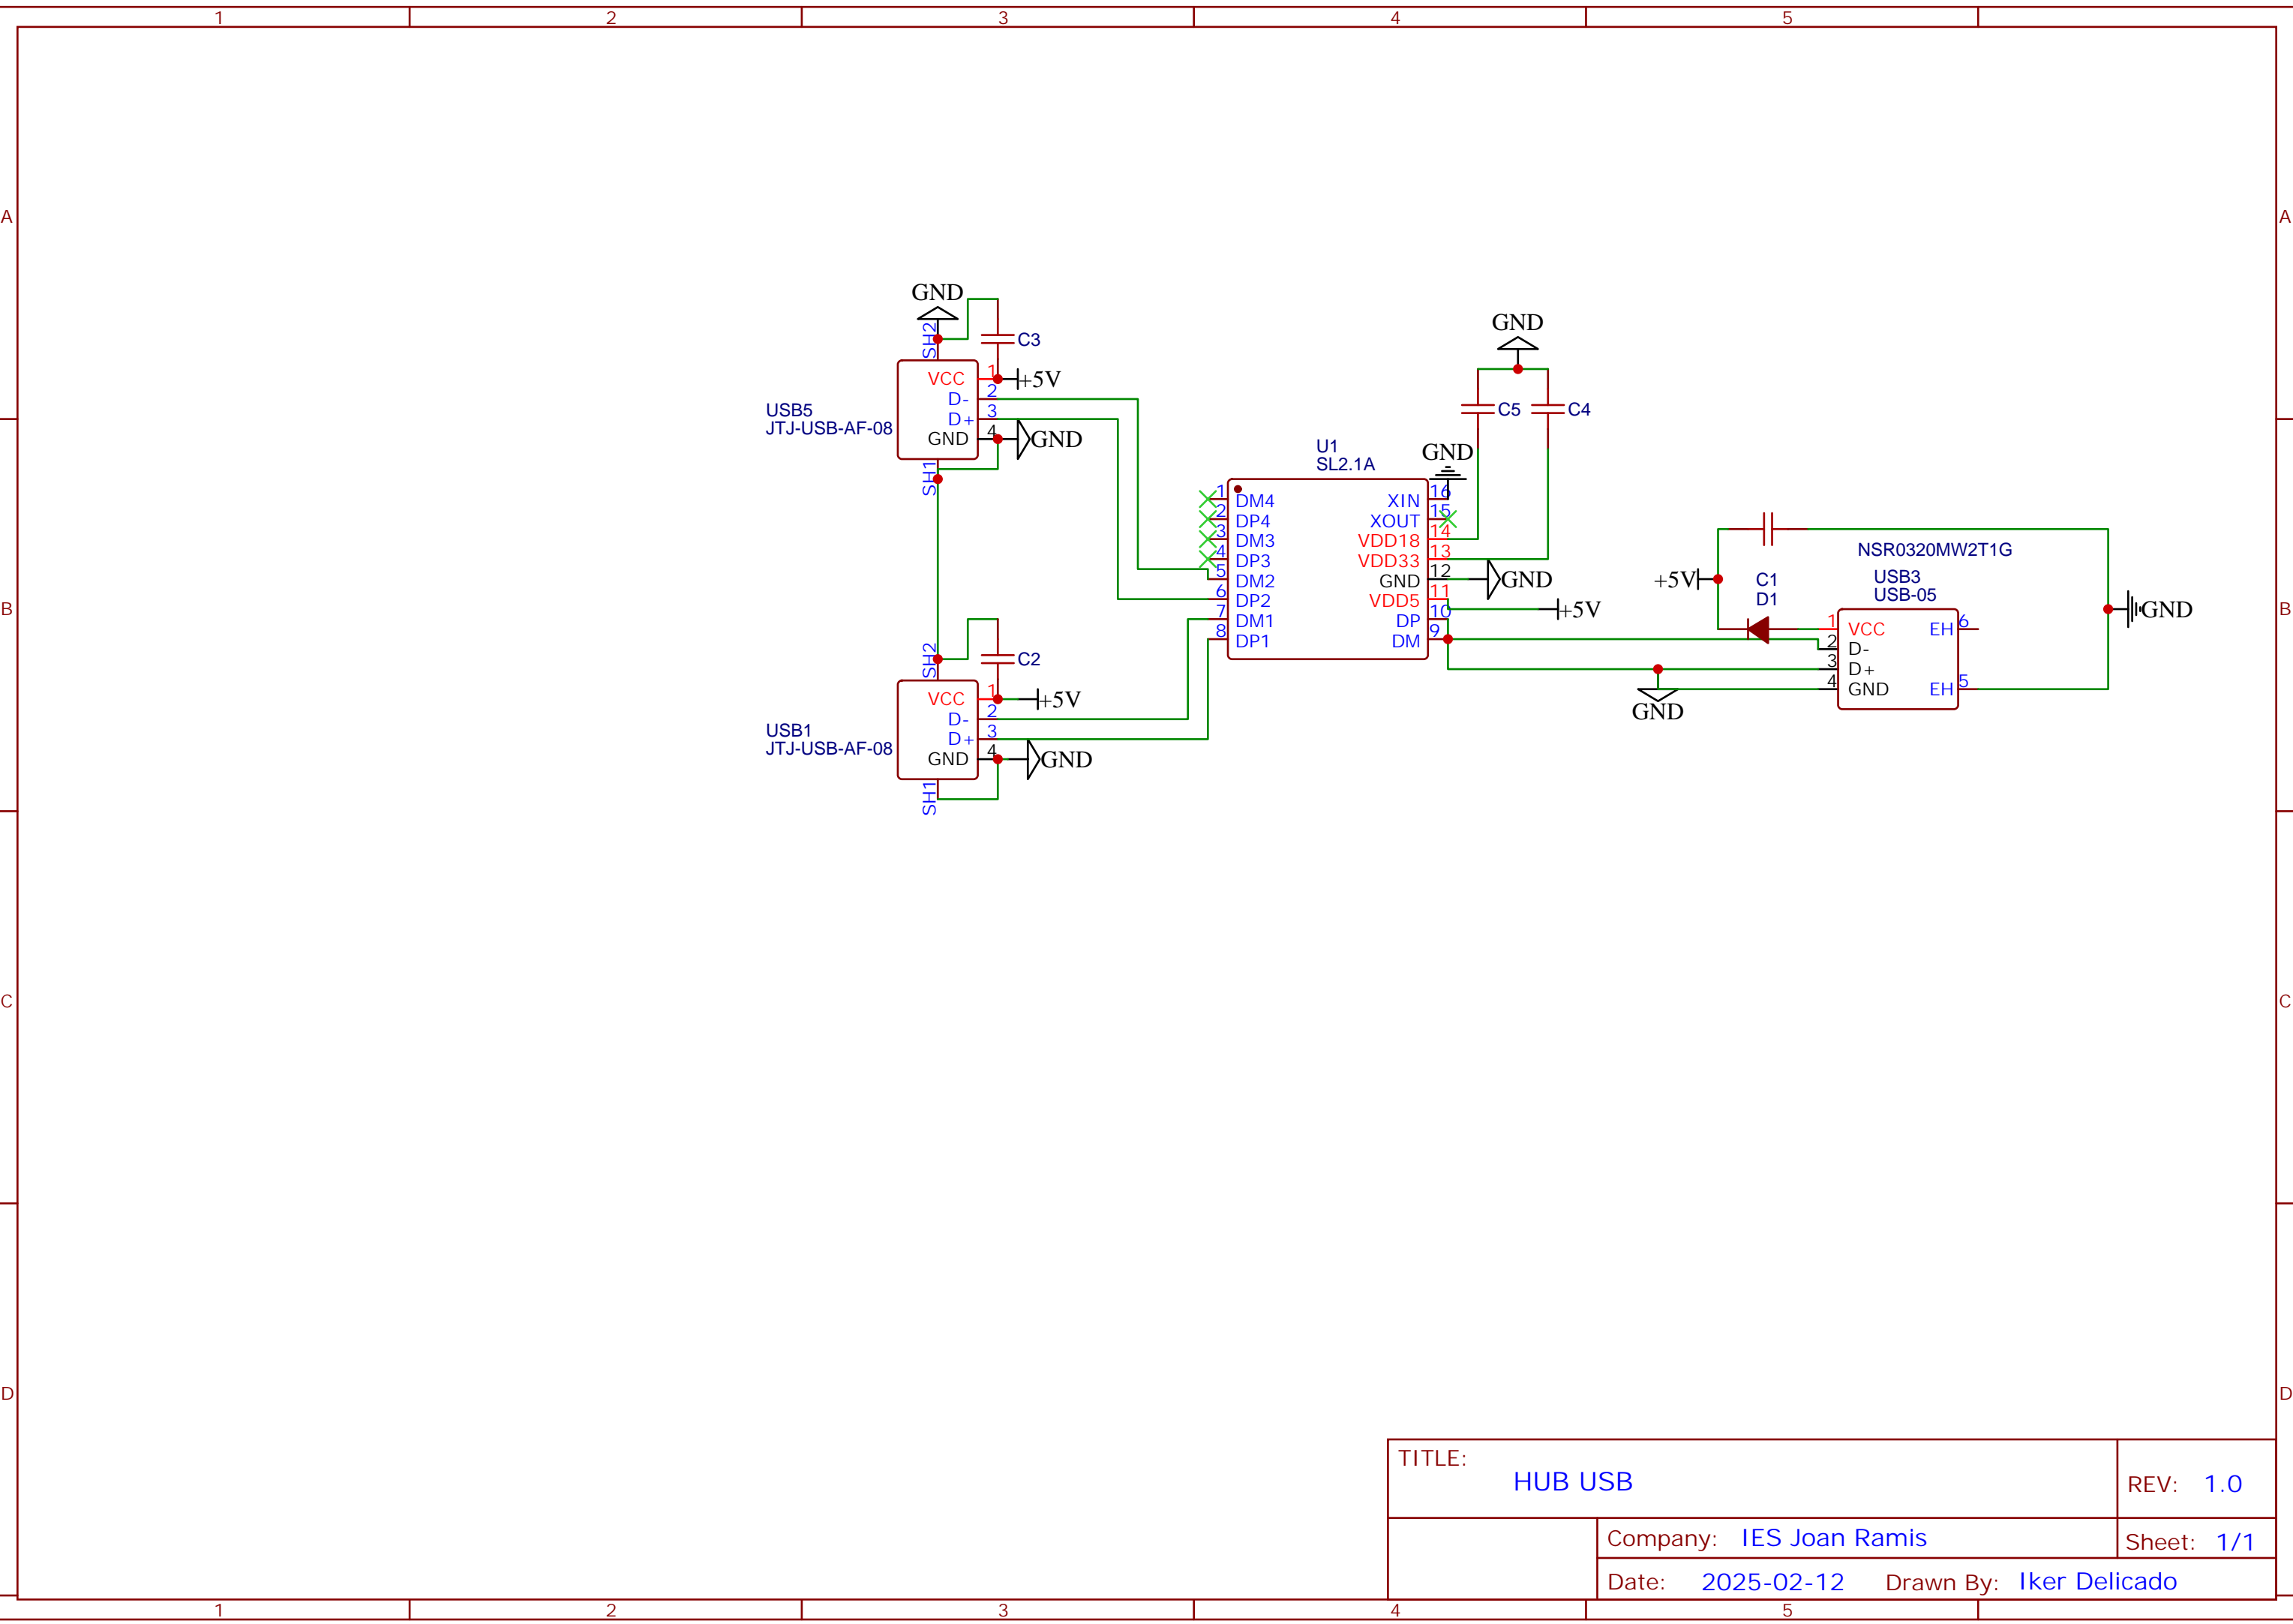 1 2 3 4 5
A A
GND
GND
SH2
C3
VCC 1 +5V
D- 2
D+ 3
GND 4 GND
SH1
USB5
JTJ-USB-AF-08
C5 C4
GND
U1
SL2.1A
1 DM4 XIN 16
2 DP4 XOUT 15
3 DM3 VDD18 14
4 DP3 VDD33 13
5 DM2 GND 12 GND
6 DP2 VDD5 11 +5V
7 DM1 DP 10
8 DP1 DM 9
NSR0320MW2T1G
+5V C1
D1
USB3
USB-05
B B
GND
1 VCC EH 6
2 D-
3 D+
4 GND EH 5
GND
SH2
C2
VCC 1 +5V
D- 2
D+ 3
GND 4 GND
SH1
USB1
JTJ-USB-AF-08
C C
D D
TITLE:
HUB USB
REV: 1.0
Company: IES Joan Ramis
Sheet: 1/1
Date: 2025-02-12 Drawn By: Iker Delicado
1 2 3 4 5